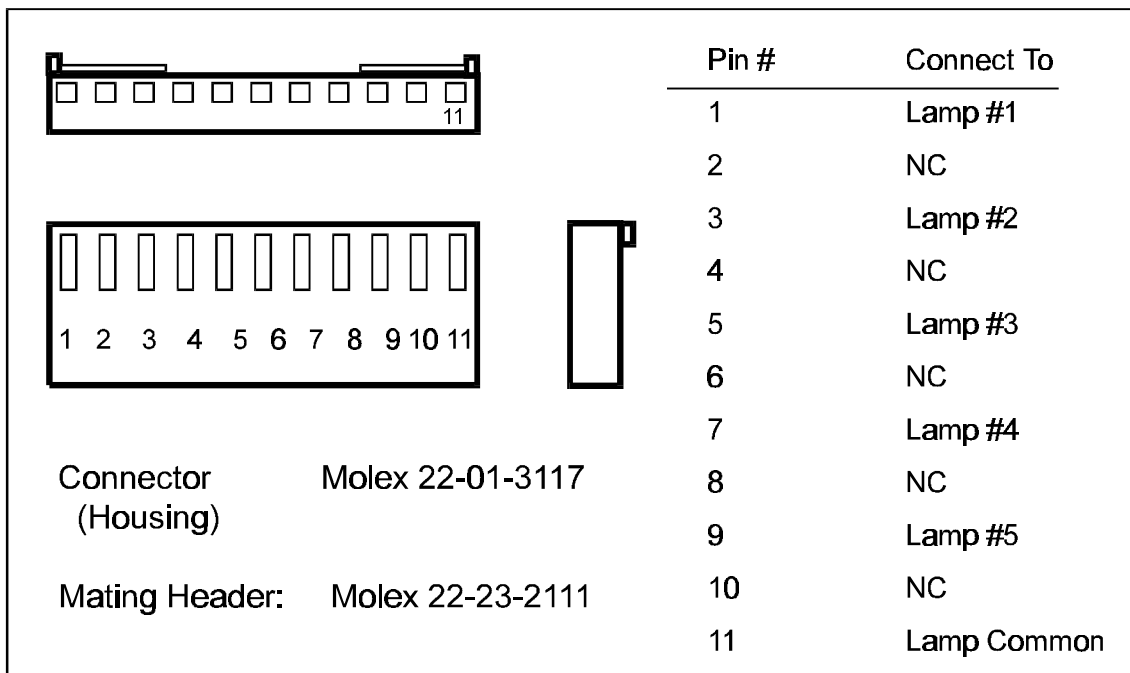 11
1 2 3 4 5 6 7 8 9 10 11
Connector Molex 22-01-3117
(Housing)
Mating Header: Molex 22-23-2111
Pin # Connect To
1 Lamp #1
2 NC
3 Lamp #2
4 NC
5 Lamp #3
6 NC
7 Lamp #4
8 NC
9 Lamp #5
10 NC
11 Lamp Common